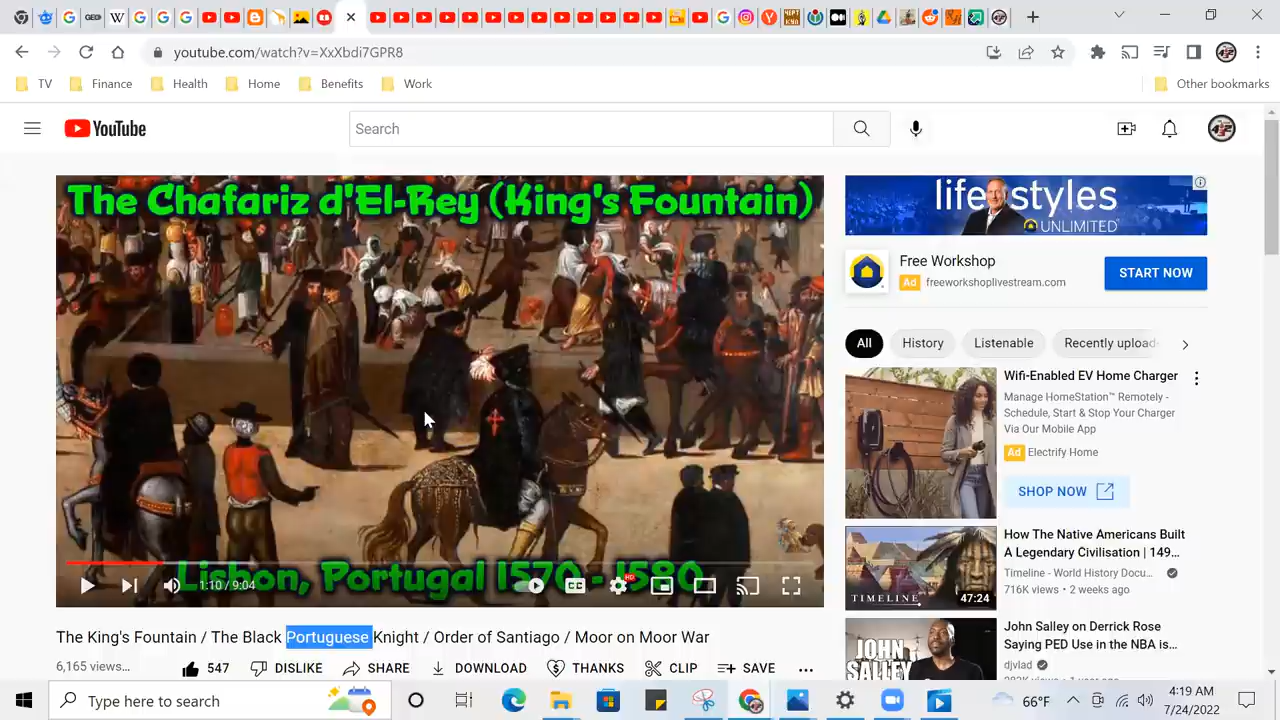 youtube.com/watch?v=XxXbdi7GPR8
TV
Finance
Health
Home
Benefits
Work
Other bookmarks
YouTube
Search
The Chafariz d'El-Rey (King's Fountain)
Lisbon, Portugal 1570 - 1580
1:10 / 9:04
CC
HD
The King's Fountain / The Black Portuguese Knight / Order of Santiago / Moor on Moor War
6,165 views...
547
DISLIKE
SHARE
DOWNLOAD
THANKS
CLIP
SAVE
lifestyles
UNLIMITED
Free Workshop
Ad freeworkshoplivestream.com
START NOW
All
History
Listenable
Recently upload
Wifi-Enabled EV Home Charger
Manage HomeStation™ Remotely -
Schedule, Start & Stop Your Charger
Via Our Mobile App
Ad Electrify Home
SHOP NOW
How The Native Americans Built
A Legendary Civilisation | 149...
Timeline - World History Docu...
716K views • 2 weeks ago
TIMELINE
47:24
John Salley on Derrick Rose
Saying PED Use in the NBA is...
djvlad
JOHN
SALLEY
Type here to search
66°F
4:19 AM
7/24/2022